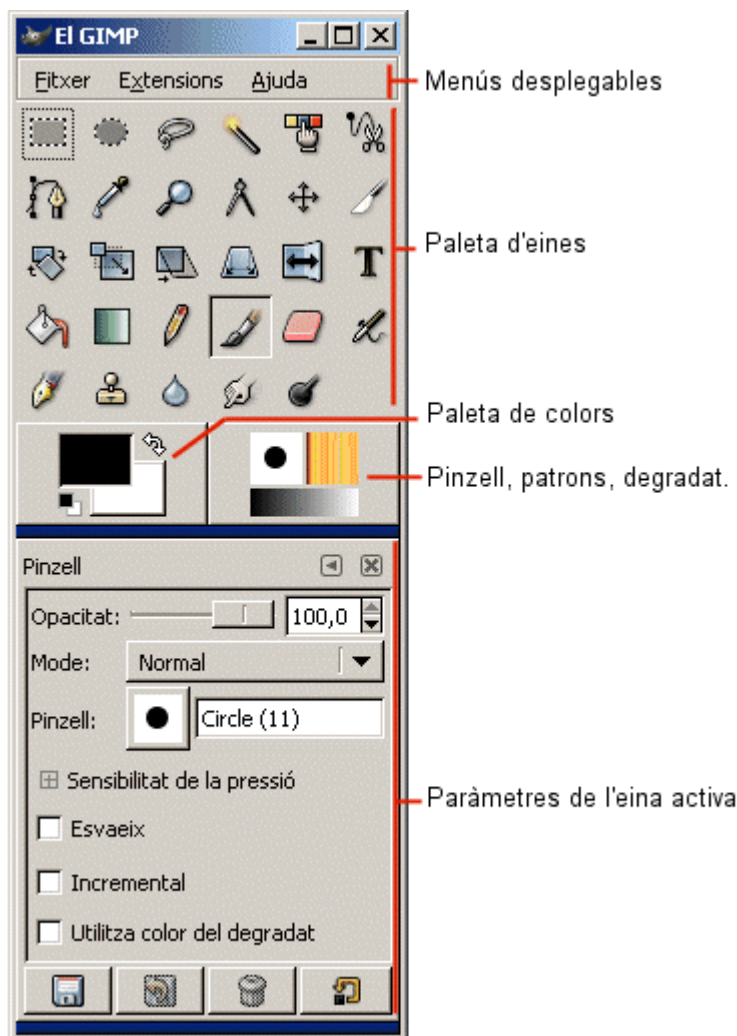 El GIMP
Fitxer Extensions Ajuda
Menús desplegables
Paleta d'eines
Paleta de colors
Pinzell, patrons, degradat.
Pinzell
Opacitat: 100,0
Mode: Normal
Pinzell: Circle (11)
Sensibilitat de la pressió
Paràmetres de l'eina activa
Esvaeix
Incremental
Utilitza color del degradat